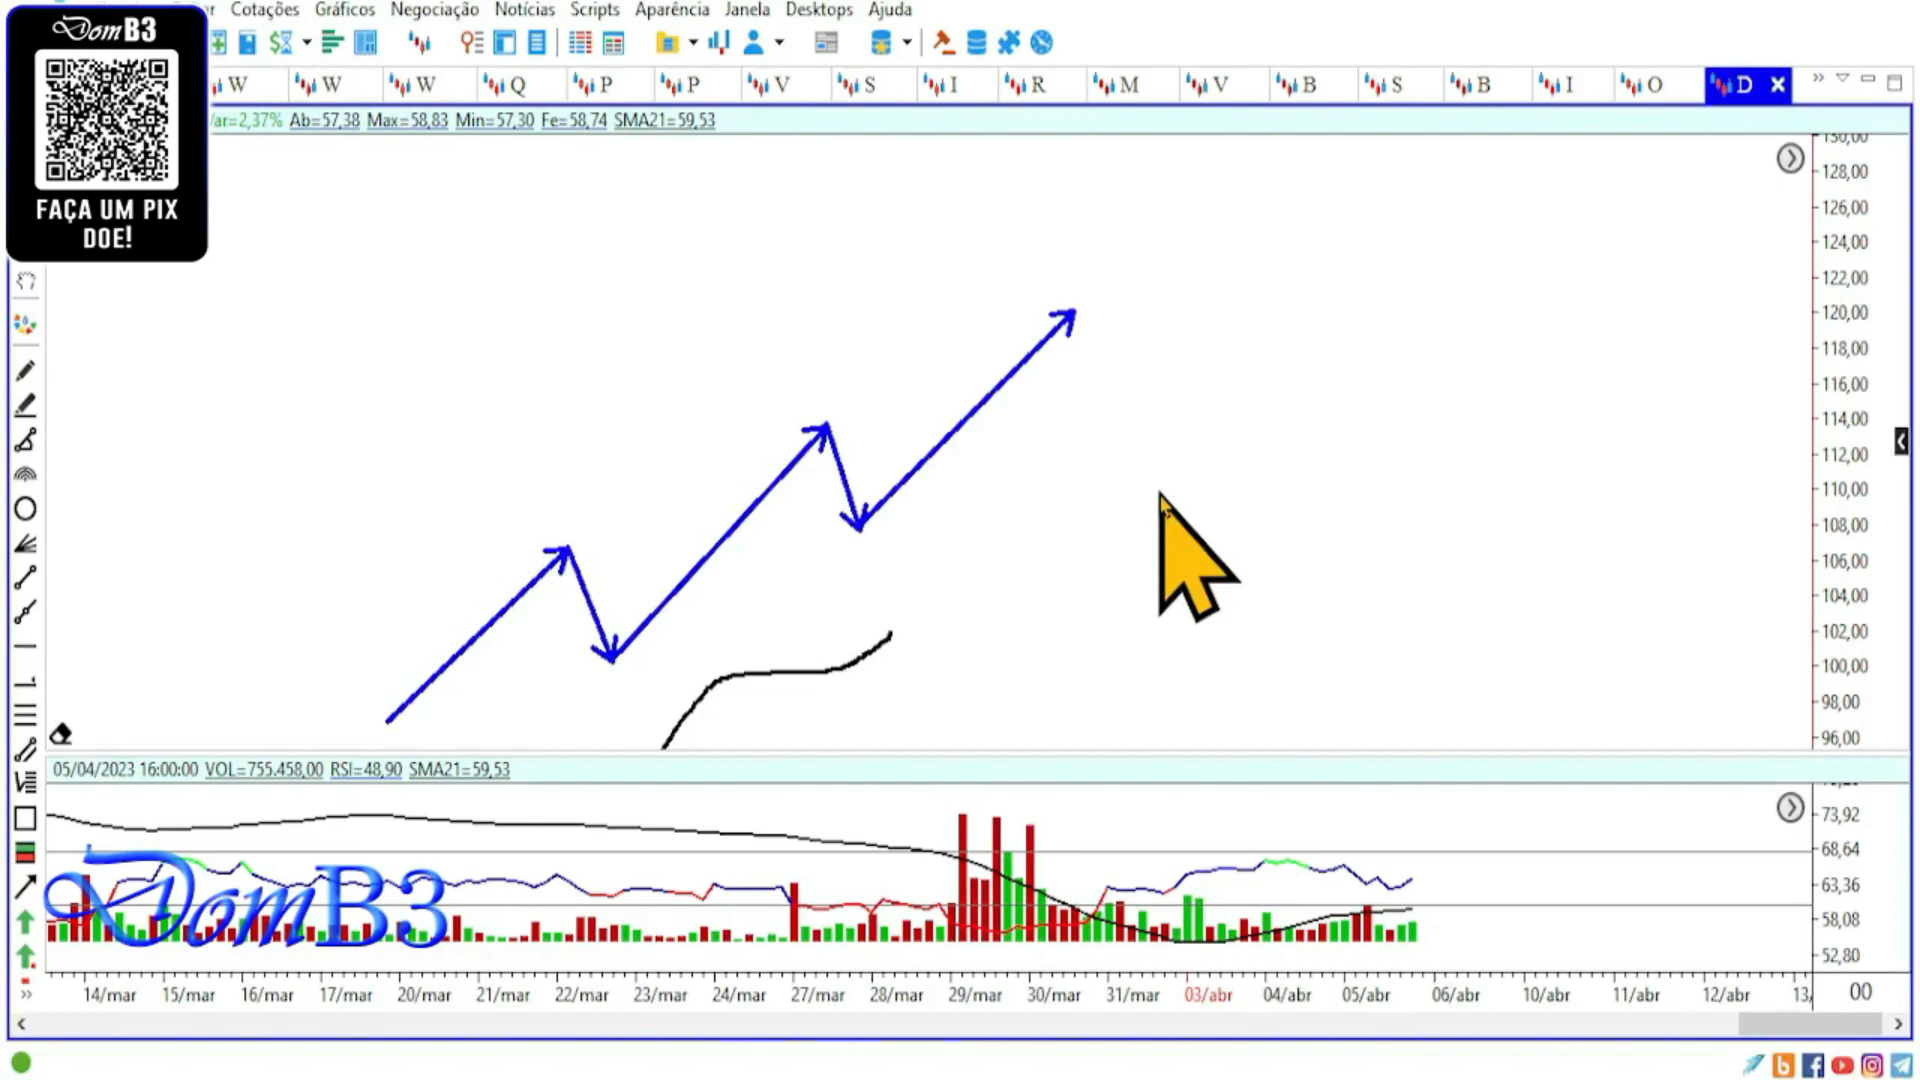 Cotações Gráficos Negociação Notícias Scripts Aparência Janela Desktops Ajuda
DomB3
FAÇA UM PIX
DOE!
W W W Q P P V S I R M V B S B I O D
Var=2,37% Ab=57,38 Max=58,83 Min=57,30 Fe=58,74 SMA21=59,53
130,00
128,00
126,00
124,00
122,00
120,00
118,00
116,00
114,00
112,00
110,00
108,00
106,00
104,00
102,00
100,00
98,00
96,00
05/04/2023 16:00:00 VOL=755.458,00 RSI=48,90 SMA21=59,53
73,92
68,64
63,36
58,08
52,80
DomB3
14/mar 15/mar 16/mar 17/mar 20/mar 21/mar 22/mar 23/mar 24/mar 27/mar 28/mar 29/mar 30/mar 31/mar 03/abr 04/abr 05/abr 06/abr 10/abr 11/abr 12/abr 13/ 00